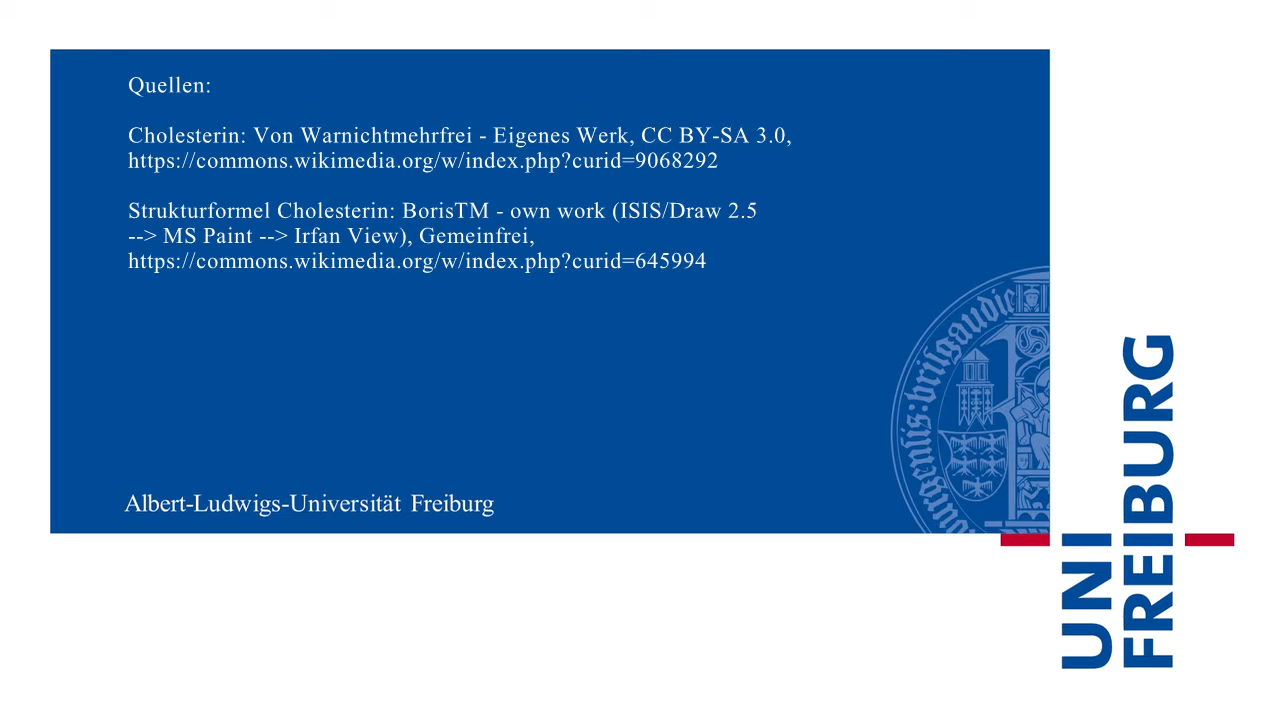 Quellen:
Cholesterin: Von Warnichtmehrfrei - Eigenes Werk, CC BY-SA 3.0,
https://commons.wikimedia.org/w/index.php?curid=9068292
Strukturformel Cholesterin: BorisTM - own work (ISIS/Draw 2.5
--> MS Paint --> Irfan View), Gemeinfrei,
https://commons.wikimedia.org/w/index.php?curid=645994
Albert-Ludwigs-Universität Freiburg
UNI
FREIBURG